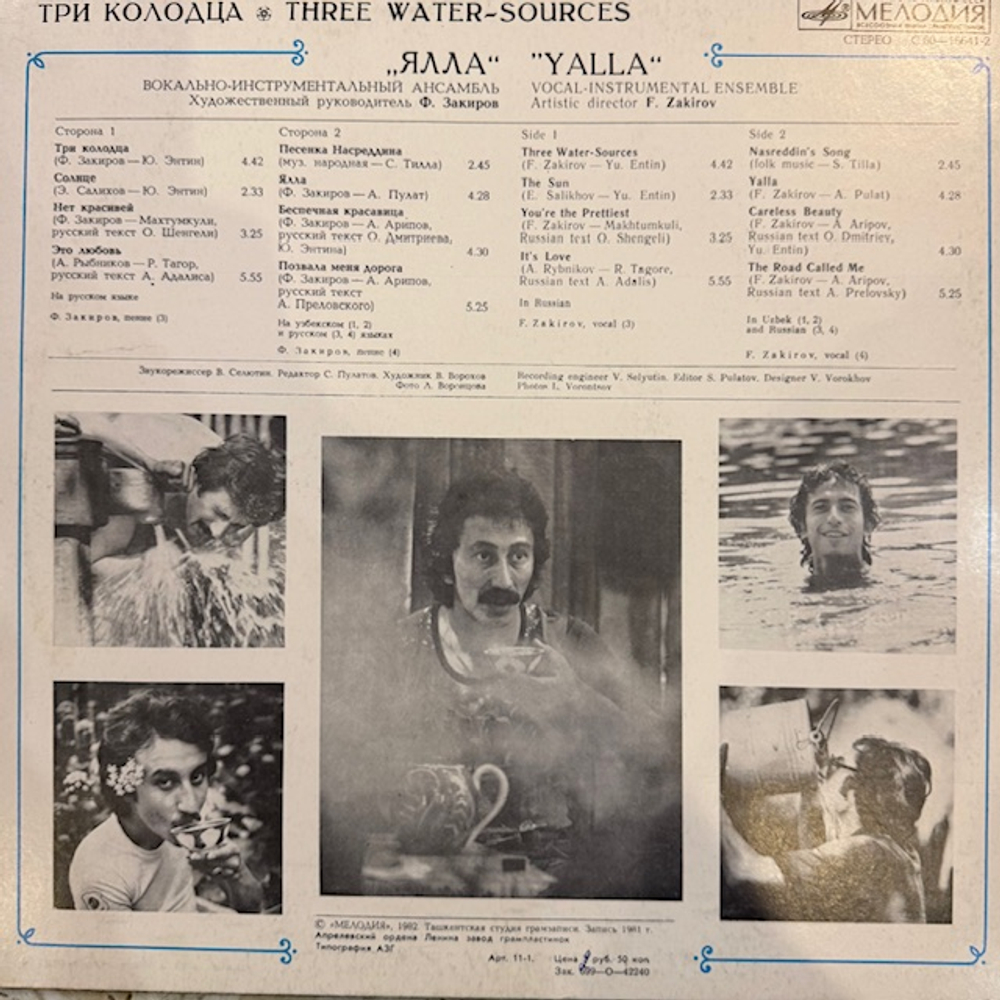 ТРИ КОЛОДЦА ❀ THREE WATER-SOURCES
МЕЛОДИЯ
СТЕРЕО С 60—16641-2
„ЯЛЛА“ "YALLA“
ВОКАЛЬНО-ИНСТРУМЕНТАЛЬНЫЙ АНСАМБЛЬ
Художественный руководитель Ф. Закиров
VOCAL-INSTRUMENTAL ENSEMBLE
Artistic director F. Zakirov
Сторона 1
Три колодца
(Ф. Закиров — Ю. Энтин) 4.42
Солнце
(Э. Салихов — Ю. Энтин) 2.33
Нет красивей
(Ф. Закиров — Махтумкули,
русский текст О. Шенгели) 3.25
Это любовь
(А. Рыбников — Р. Тагор,
русский текст А. Адалиса) 5.55
На русском языке
Ф. Закиров, пение (3)
Сторона 2
Песенка Насреддина
(муз. народная — С. Тилла) 2.45
Ялла
(Ф. Закиров — А. Пулат) 4.28
Беспечная красавица
(Ф. Закиров — А. Арипов,
русский текст О. Дмитриева,
Ю. Энтина) 4.30
Позвала меня дорога
(Ф. Закиров — А. Арипов,
русский текст
А. Преловского) 5.25
На узбекском (1, 2)
и русском (3, 4) языках
Ф. Закиров, пение (4)
Side 1
Three Water-Sources
(F. Zakirov — Yu. Entin) 4.42
The Sun
(E. Salikhov — Yu. Entin) 2.33
You're the Prettiest
(F. Zakirov — Makhtumkuli,
Russian text O. Shengeli) 3.25
It's Love
(A. Rybnikov — R. Tagore,
Russian text A. Adalis) 5.55
In Russian
F. Zakirov, vocal (3)
Side 2
Nasreddin's Song
(folk music — S. Tilla) 2.45
Yalla
(F. Zakirov — A. Pulat) 4.28
Careless Beauty
(F. Zakirov — A. Aripov,
Russian text O. Dmitriev,
Yu. Entin) 4.30
The Road Called Me
(F. Zakirov — A. Aripov,
Russian text A. Prelovsky) 5.25
In Uzbek (1, 2)
and Russian (3, 4)
F. Zakirov, vocal (4)
Звукорежиссер В. Селютин. Редактор С. Пулатов. Художник В. Ворохов
Фото Л. Воронцова
Recording engineer V. Selyutin. Editor S. Pulatov. Designer V. Vorokhov
Photos L. Vorontsov
© «МЕЛОДИЯ», 1982. Ташкентская студия грамзаписи. Запись 1981 г.
Апрелевский ордена Ленина завод грампластинок
Типография АЗГ
Арт. 11-1. Цена руб. 50 коп
Зак. 699—О—42240